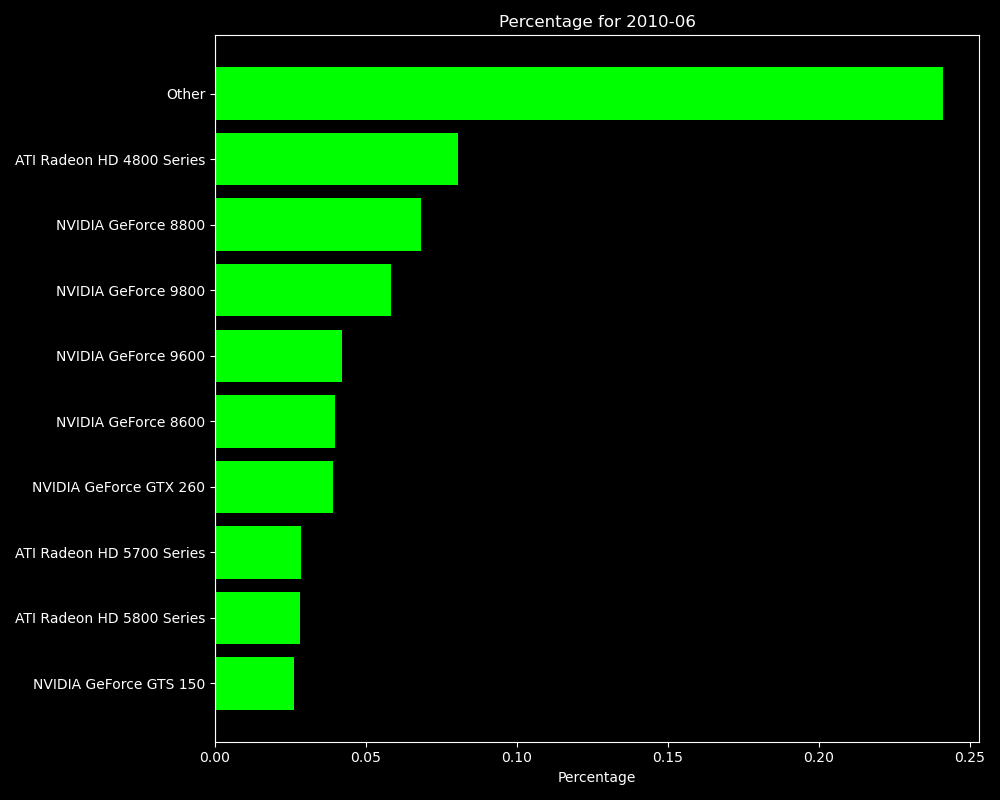 Percentage for 2010-06
Other
ATI Radeon HD 4800 Series
NVIDIA GeForce 8800
NVIDIA GeForce 9800
NVIDIA GeForce 9600
NVIDIA GeForce 8600
NVIDIA GeForce GTX 260
ATI Radeon HD 5700 Series
ATI Radeon HD 5800 Series
NVIDIA GeForce GTS 150
0.00 0.05 0.10 0.15 0.20 0.25
Percentage